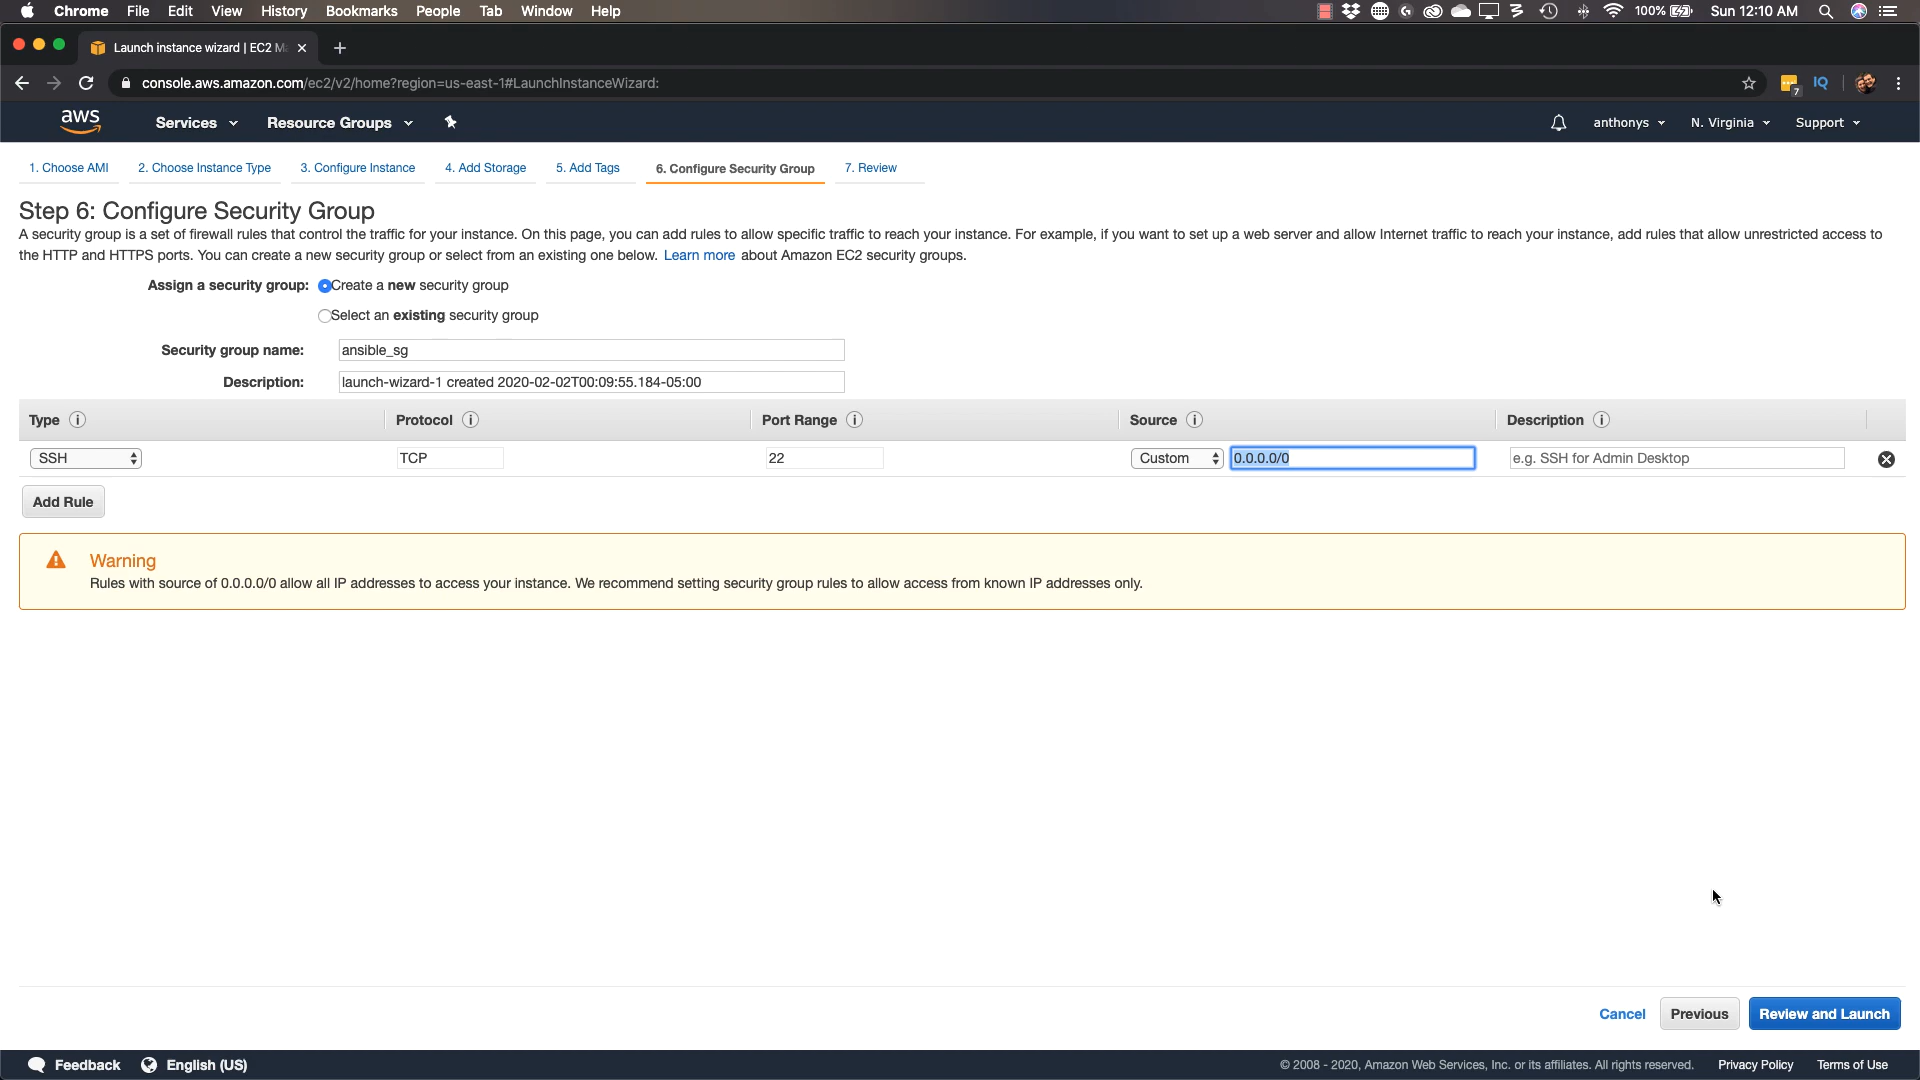 Chrome File Edit View History Bookmarks People Tab Window Help 100% Sun 12:10 AM
Launch instance wizard | EC2 M
console.aws.amazon.com/ec2/v2/home?region=us-east-1#LaunchInstanceWizard: 7 IQ
aws Services Resource Groups anthonys N. Virginia Support
1. Choose AMI 2. Choose Instance Type 3. Configure Instance 4. Add Storage 5. Add Tags 6. Configure Security Group 7. Review
Step 6: Configure Security Group
A security group is a set of firewall rules that control the traffic for your instance. On this page, you can add rules to allow specific traffic to reach your instance. For example, if you want to set up a web server and allow Internet traffic to reach your instance, add rules that allow unrestricted access to
the HTTP and HTTPS ports. You can create a new security group or select from an existing one below. Learn more about Amazon EC2 security groups.
Assign a security group: Create a new security group
Select an existing security group
Security group name: ansible_sg
Description: launch-wizard-1 created 2020-02-02T00:09:55.184-05:00
Type i Protocol i Port Range i Source i Description i
SSH TCP 22 Custom 0.0.0.0/0 e.g. SSH for Admin Desktop
Add Rule
Warning
Rules with source of 0.0.0.0/0 allow all IP addresses to access your instance. We recommend setting security group rules to allow access from known IP addresses only.
Cancel Previous Review and Launch
Feedback English (US) © 2008 - 2020, Amazon Web Services, Inc. or its affiliates. All rights reserved. Privacy Policy Terms of Use